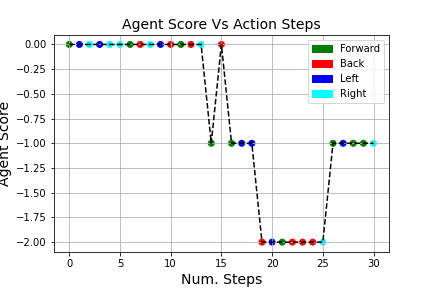 Agent Score Vs Action Steps
0.00
−0.25
−0.50
−0.75
−1.00
−1.25
−1.50
−1.75
−2.00
Agent Score
Forward
Back
Left
Right
0 5 10 15 20 25 30
Num. Steps